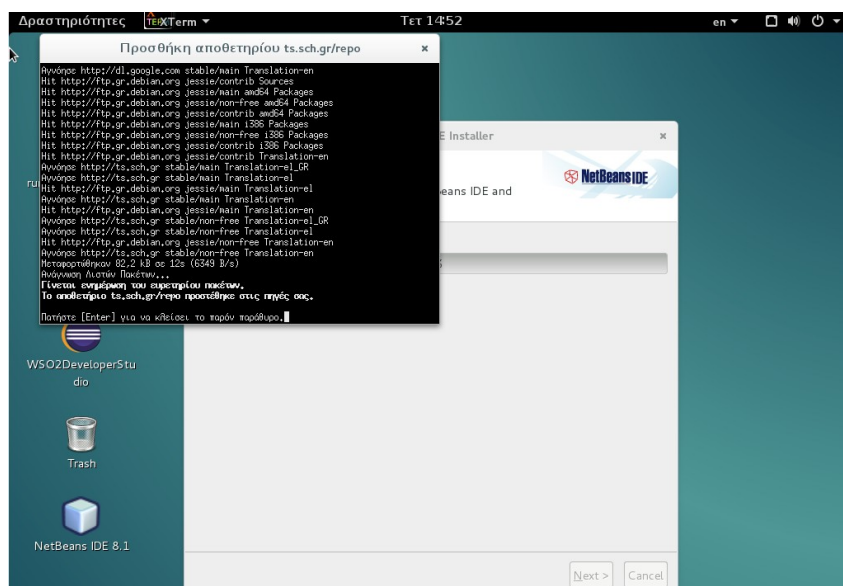 Δραστηριότητες
XTerm
Τετ 14:52
en
Προσθήκη αποθετηρίου ts.sch.gr/repo
Αγνόησε http://dl.google.com stable/main Translation-en
Hit http://ftp.gr.debian.org jessie/contrib Sources
Hit http://ftp.gr.debian.org jessie/main amd64 Packages
Hit http://ftp.gr.debian.org jessie/non-free amd64 Packages
Hit http://ftp.gr.debian.org jessie/contrib amd64 Packages
Hit http://ftp.gr.debian.org jessie/main i386 Packages
Hit http://ftp.gr.debian.org jessie/non-free i386 Packages
Hit http://ftp.gr.debian.org jessie/contrib i386 Packages
Hit http://ftp.gr.debian.org jessie/contrib Translation-en
Αγνόησε http://ts.sch.gr stable/main Translation-el_GR
Αγνόησε http://ts.sch.gr stable/main Translation-el
Hit http://ftp.gr.debian.org jessie/main Translation-el
Αγνόησε http://ts.sch.gr stable/main Translation-en
Hit http://ftp.gr.debian.org jessie/main Translation-en
Αγνόησε http://ts.sch.gr stable/non-free Translation-el_GR
Αγνόησε http://ts.sch.gr stable/non-free Translation-el
Hit http://ftp.gr.debian.org jessie/non-free Translation-en
Αγνόησε http://ts.sch.gr stable/non-free Translation-en
Μεταφορτώθηκαν 82,2 kB σε 12s (6349 B/s)
Ανάγνωση Λιστών Πακέτων...
Γίνεται ενημέρωση του ευρετηρίου πακέτων.
Το αποθετήριο ts.sch.gr/repo προστέθηκε στις πηγές σας.
Πατήστε [Enter] για να κλείσει το παρόν παράθυρο.
E Installer
NetBeans IDE
eans IDE and
ru
WSO2DeveloperStu
dio
Trash
NetBeans IDE 8.1
Next >
Cancel